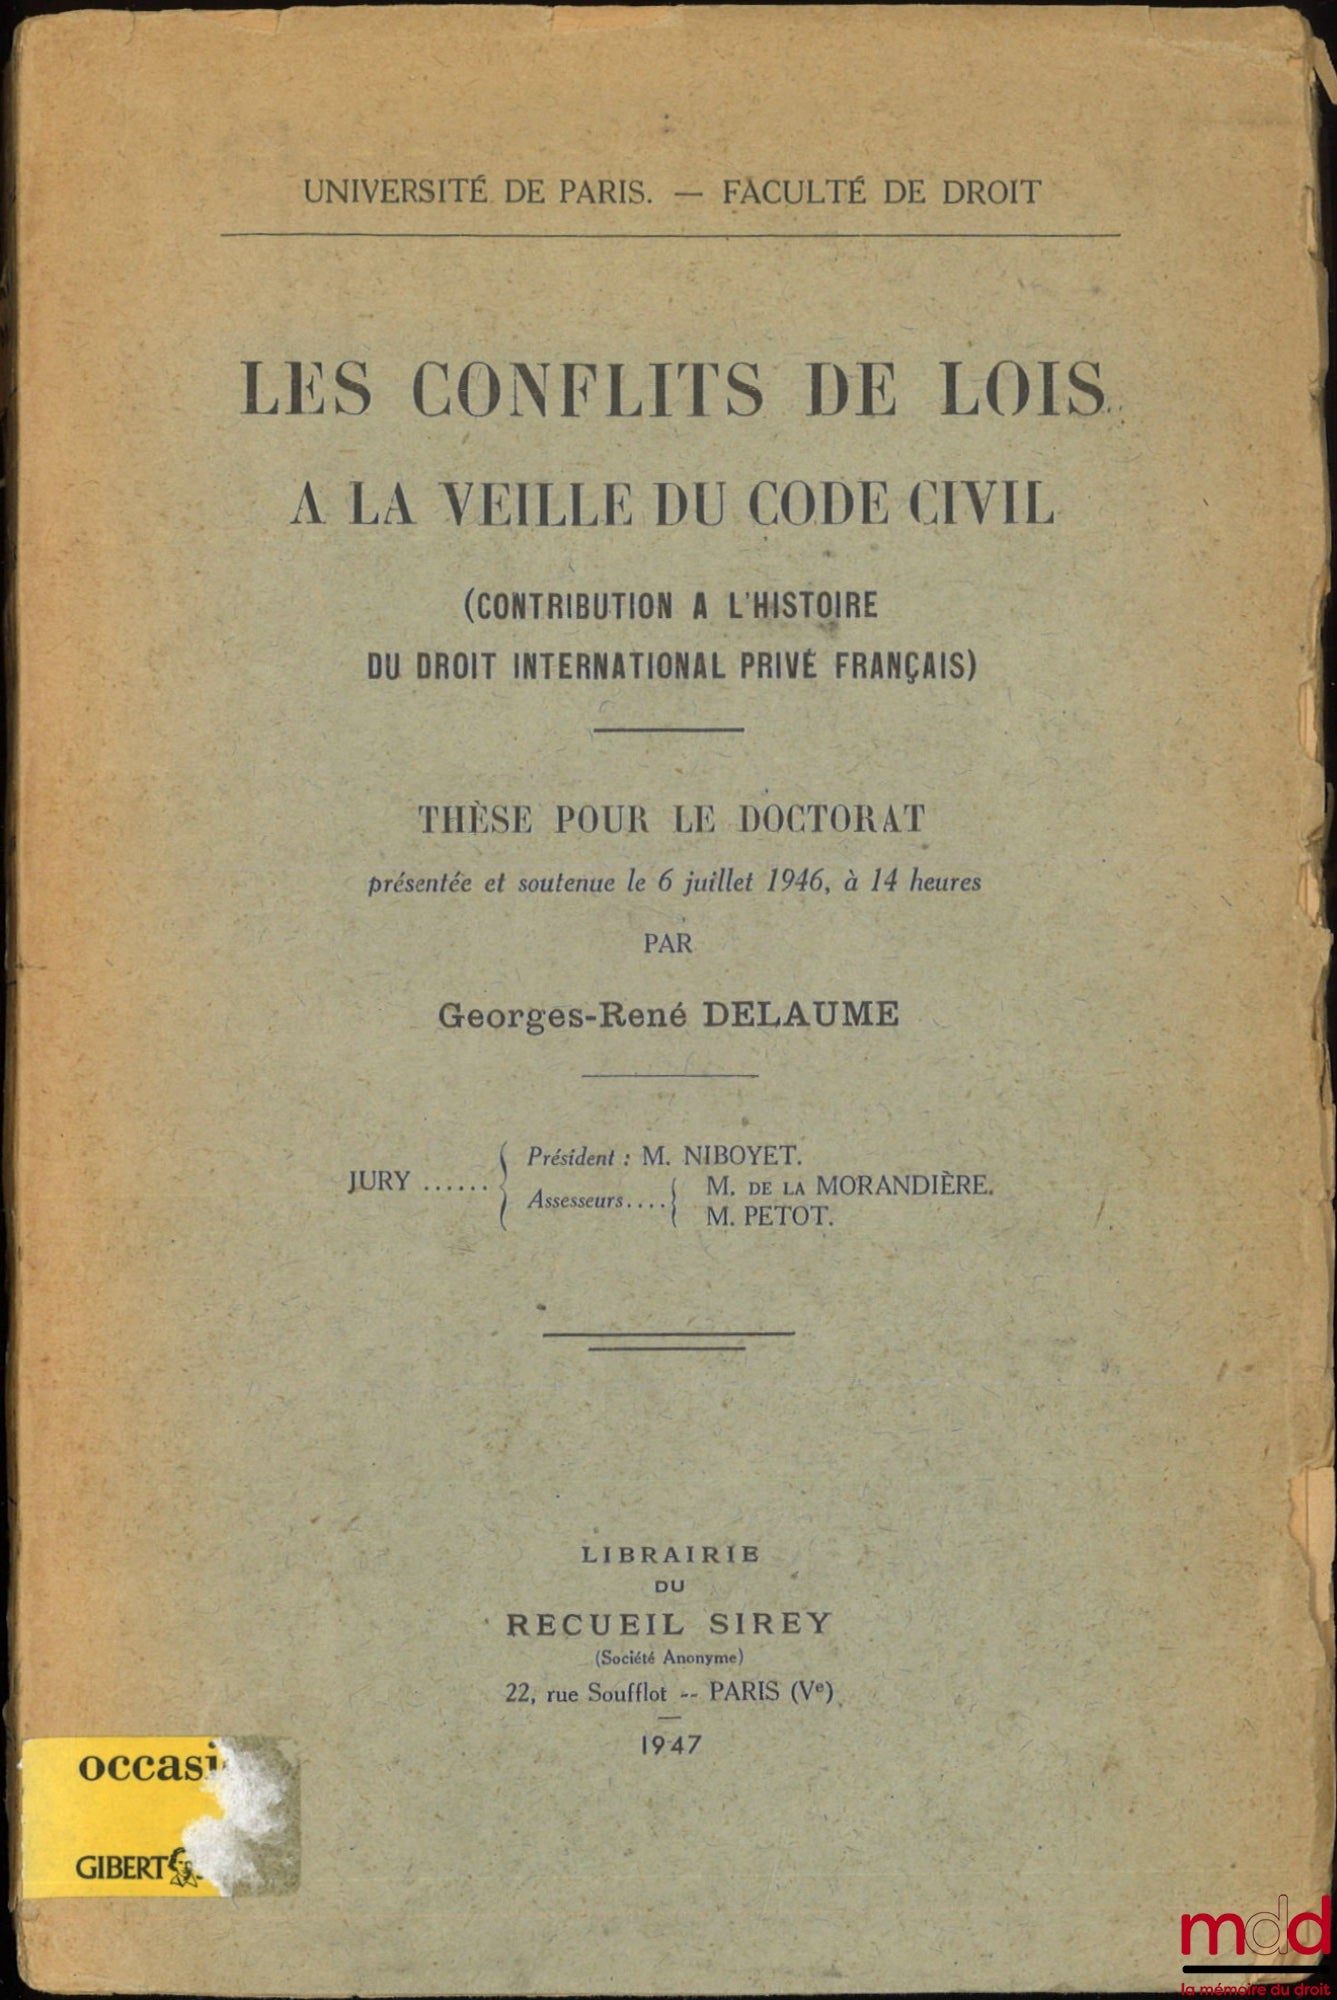 UNIVERSITÉ DE PARIS. — FACULTÉ DE DROIT
LES CONFLITS DE LOIS
A LA VEILLE DU CODE CIVIL
(CONTRIBUTION A L'HISTOIRE
DU DROIT INTERNATIONAL PRIVÉ FRANÇAIS)
THÈSE POUR LE DOCTORAT
présentée et soutenue le 6 juillet 1946, à 14 heures
PAR
Georges-René DELAUME
Président : M. NIBOYET.
JURY ......
Assesseurs....
M. DE LA MORANDIÈRE.
M. PETOT.
LIBRAIRIE
DU
RECUEIL SIREY
(Société Anonyme)
22, rue Soufflot -- PARIS (Ve)
1947
GIBERT
mdd
la mémoire du droit